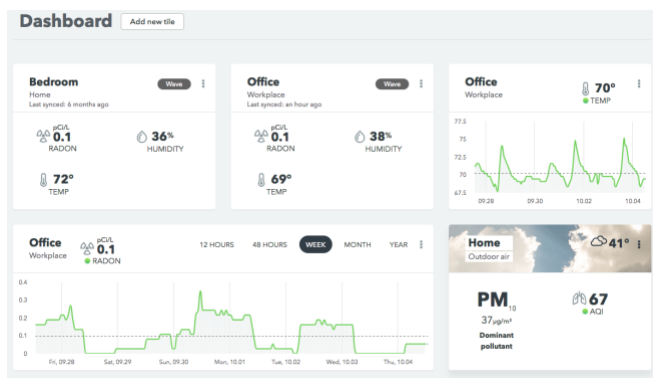 Dashboard
Add new tile
Bedroom
Wave
Home
Last synced: 6 months ago
pCi/L
0.1
RADON
36%
HUMIDITY
72°
TEMP
Office
Wave
Workplace
Last synced: an hour ago
pCi/L
0.1
RADON
38%
HUMIDITY
69°
TEMP
Office
Workplace
70°
TEMP
77.5
75
72.5
70
67.5
09.28
09.30
10.02
10.04
Office
Workplace
pCi/L
0.1
RADON
12 HOURS
48 HOURS
WEEK
MONTH
YEAR
0.4
0.3
0.2
0.1
0
Fri, 09.28
Sat, 09.29
Sun, 09.30
Mon, 10.01
Tue, 10.02
Wed, 10.03
Thu, 10.04
Home
Outdoor air
41°
PM10
37µg/m³
Dominant
pollutant
67
AQI